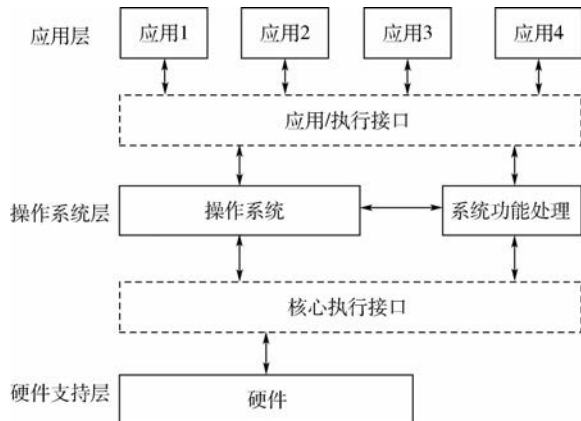 应用层
应用1
应用2
应用3
应用4
应用/执行接口
操作系统层
操作系统
系统功能处理
核心执行接口
硬件支持层
硬件